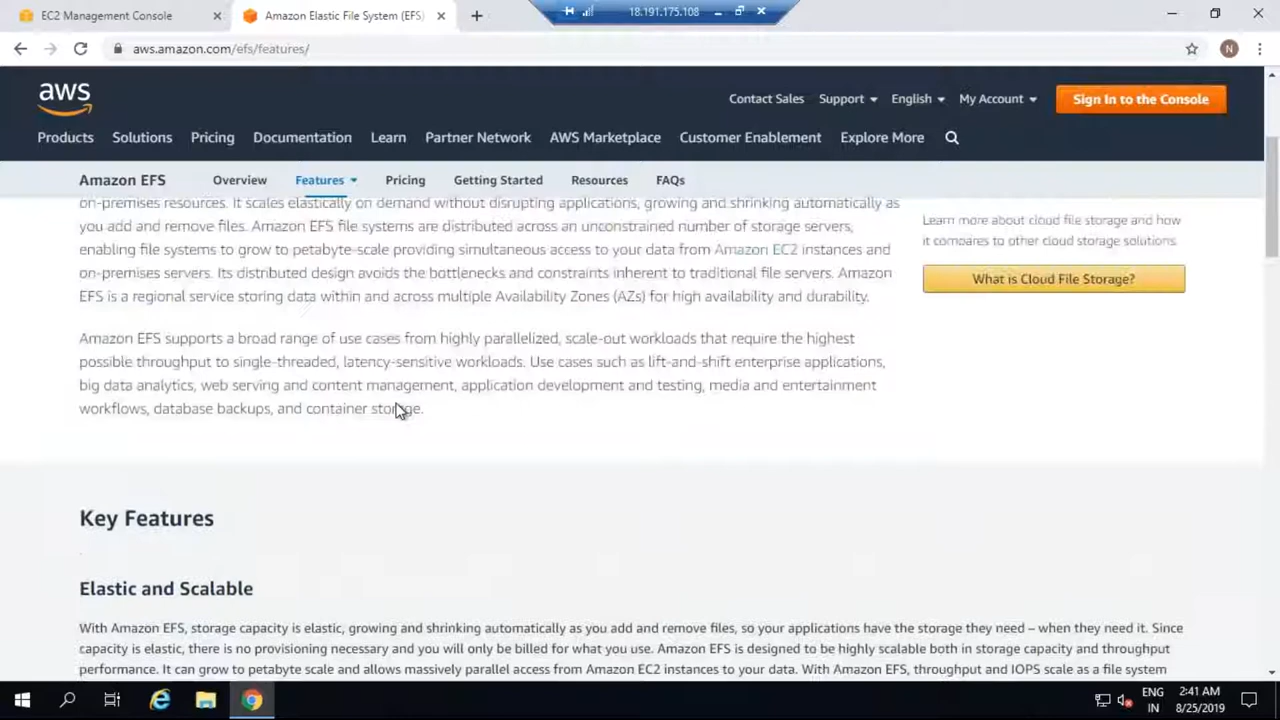 EC2 Management Console
Amazon Elastic File System (EFS)
18.191.175.108
aws.amazon.com/efs/features/
N
aws
Contact Sales Support English My Account Sign In to the Console
Products Solutions Pricing Documentation Learn Partner Network AWS Marketplace Customer Enablement Explore More
Amazon EFS Overview Features Pricing Getting Started Resources FAQs
on-premises resources. It scales elastically on demand without disrupting applications, growing and shrinking automatically as
you add and remove files. Amazon EFS file systems are distributed across an unconstrained number of storage servers,
enabling file systems to grow to petabyte-scale providing simultaneous access to your data from Amazon EC2 instances and
on-premises servers. Its distributed design avoids the bottlenecks and constraints inherent to traditional file servers. Amazon
EFS is a regional service storing data within and across multiple Availability Zones (AZs) for high availability and durability.
Learn more about cloud file storage and how
it compares to other cloud storage solutions.
What is Cloud File Storage?
Amazon EFS supports a broad range of use cases from highly parallelized, scale-out workloads that require the highest
possible throughput to single-threaded, latency-sensitive workloads. Use cases such as lift-and-shift enterprise applications,
big data analytics, web serving and content management, application development and testing, media and entertainment
workflows, database backups, and container storage.
Key Features
Elastic and Scalable
With Amazon EFS, storage capacity is elastic, growing and shrinking automatically as you add and remove files, so your applications have the storage they need – when they need it. Since
capacity is elastic, there is no provisioning necessary and you will only be billed for what you use. Amazon EFS is designed to be highly scalable both in storage capacity and throughput
performance. It can grow to petabyte scale and allows massively parallel access from Amazon EC2 instances to your data. With Amazon EFS, throughput and IOPS scale as a file system
ENG
IN
2:41 AM
8/25/2019